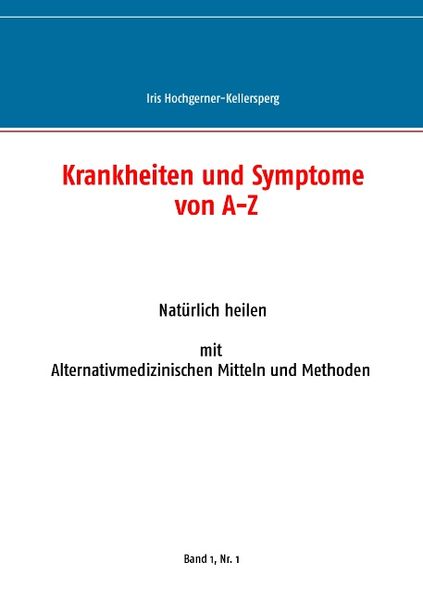 Iris Hochgerner-Kellersperg
Krankheiten und Symptome
von A-Z
Natürlich heilen
mit
Alternativmedizinischen Mitteln und Methoden
Band 1, Nr. 1